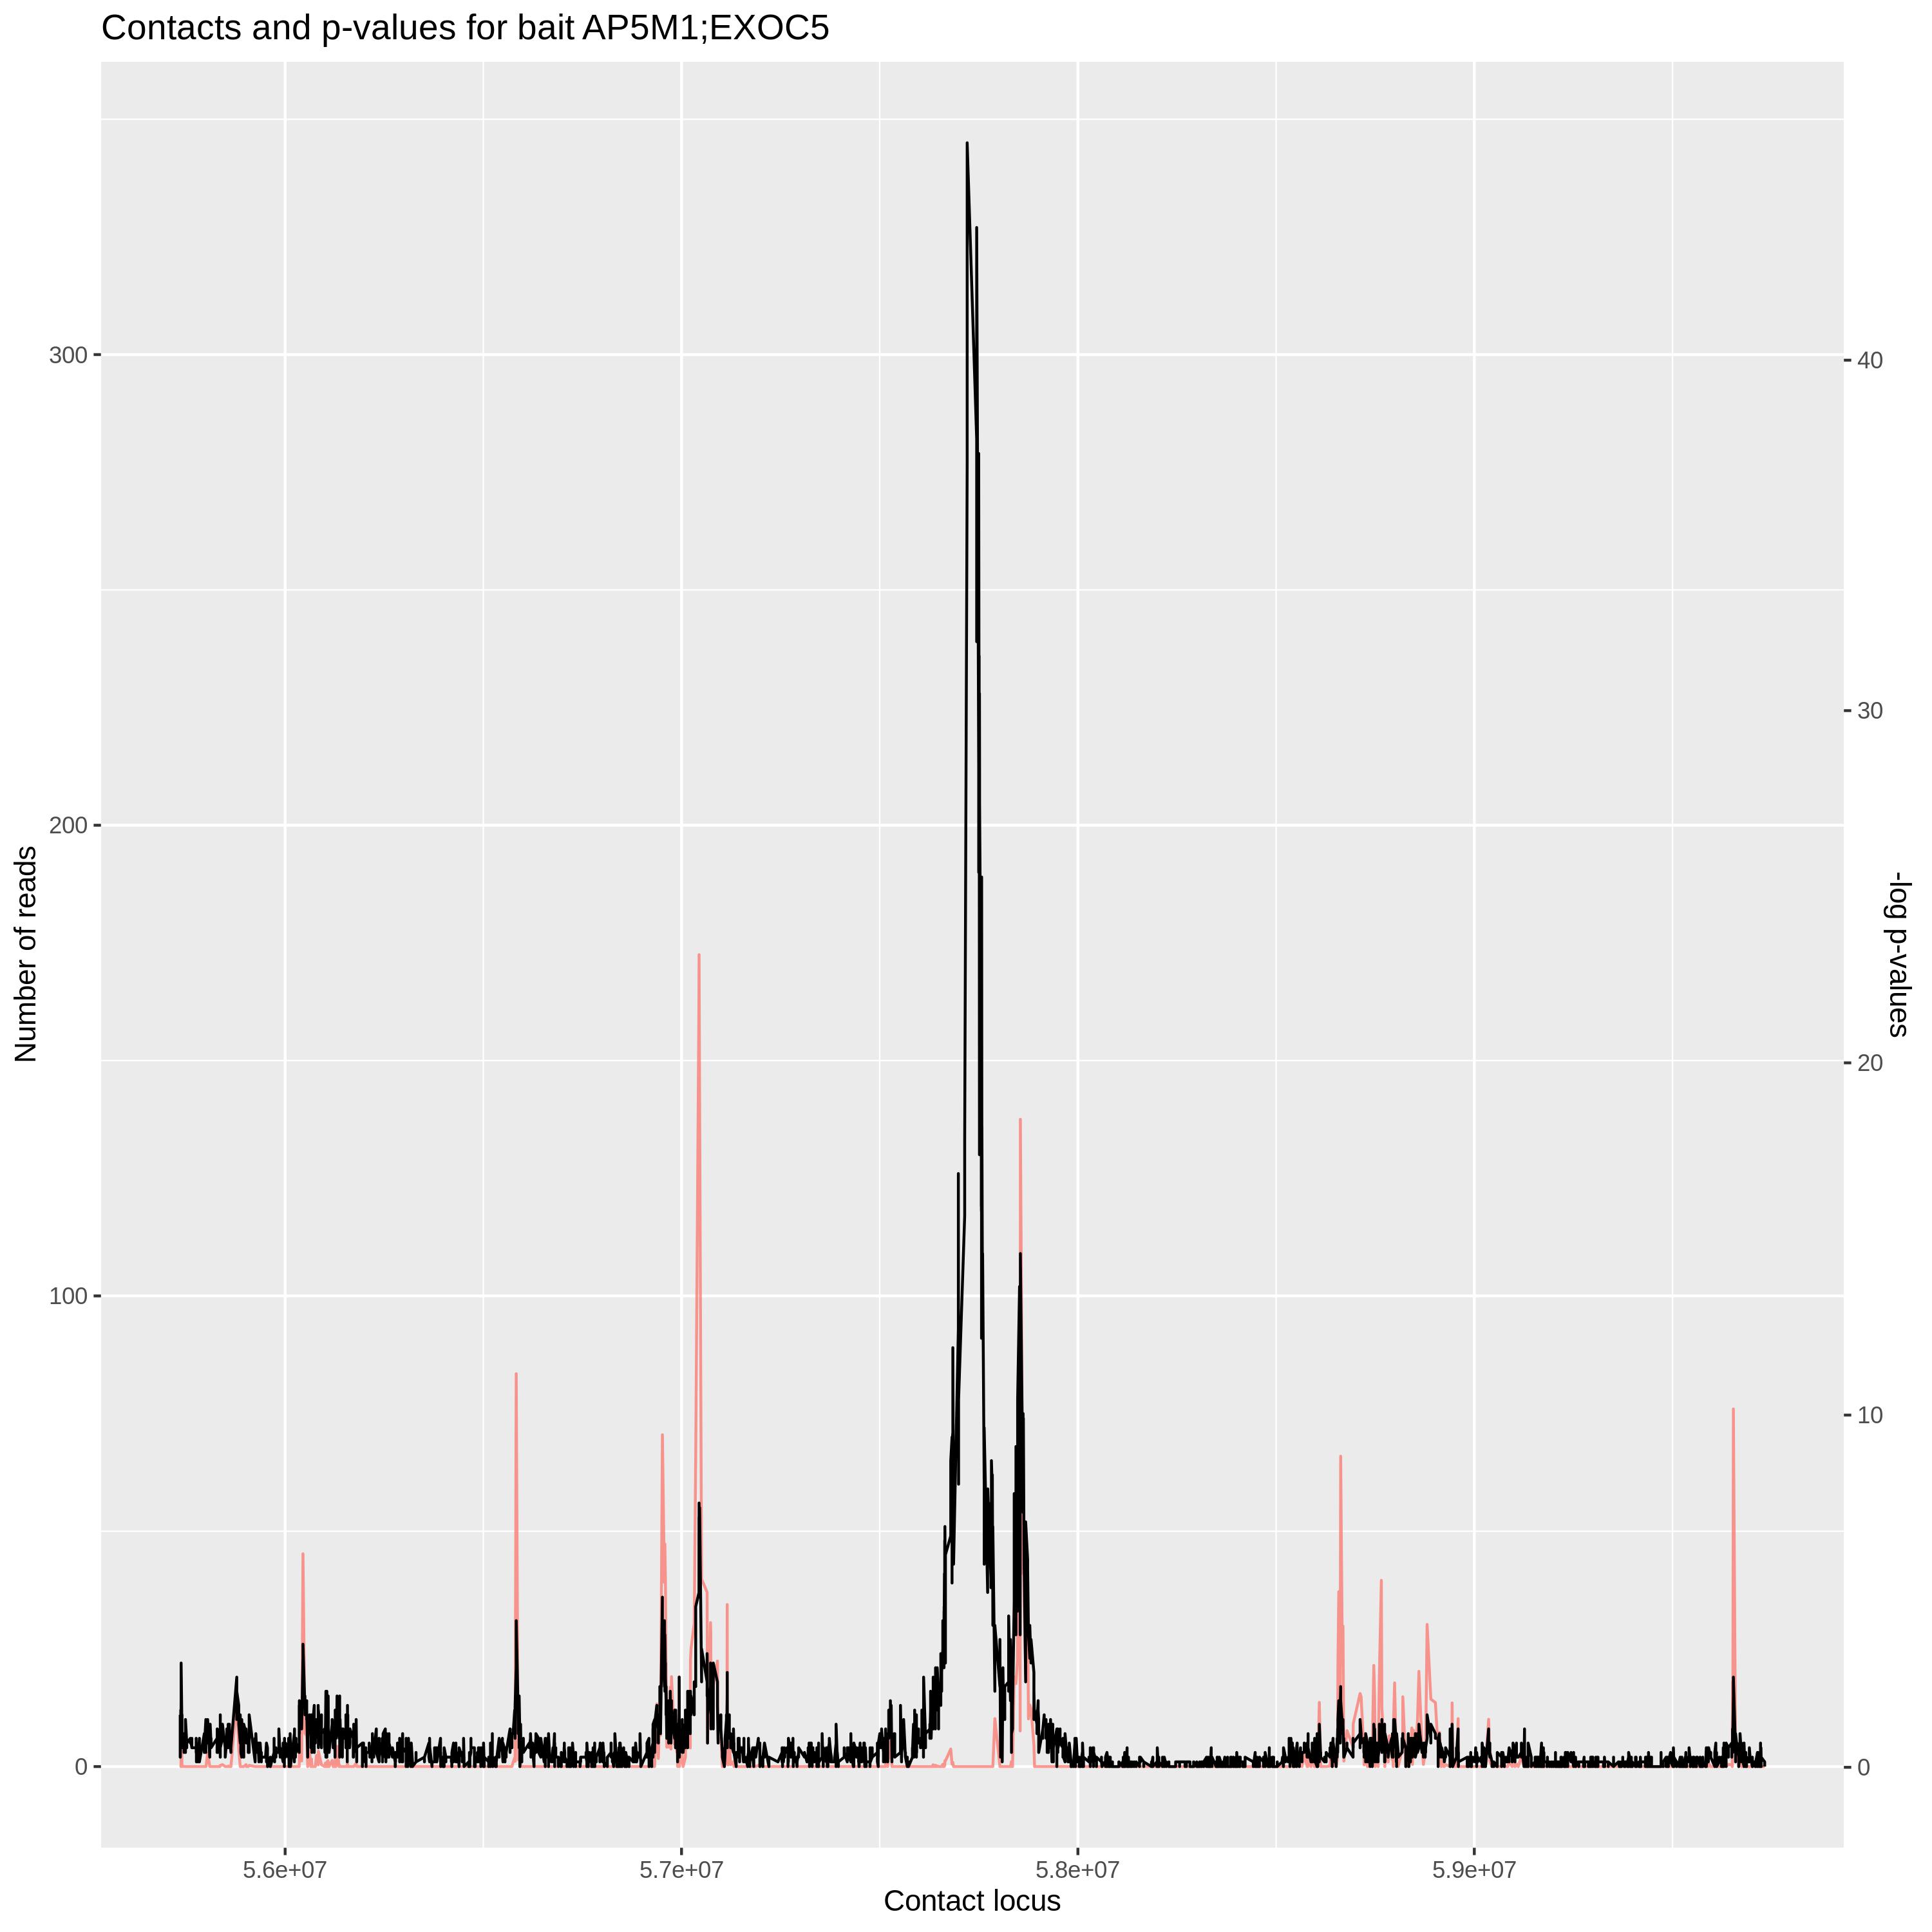 Contacts and p-values for bait AP5M1;EXOC5
300
200
100
0
Number of reads
40
30
20
10
0
-log p-values
5.6e+07 5.7e+07 5.8e+07 5.9e+07
Contact locus